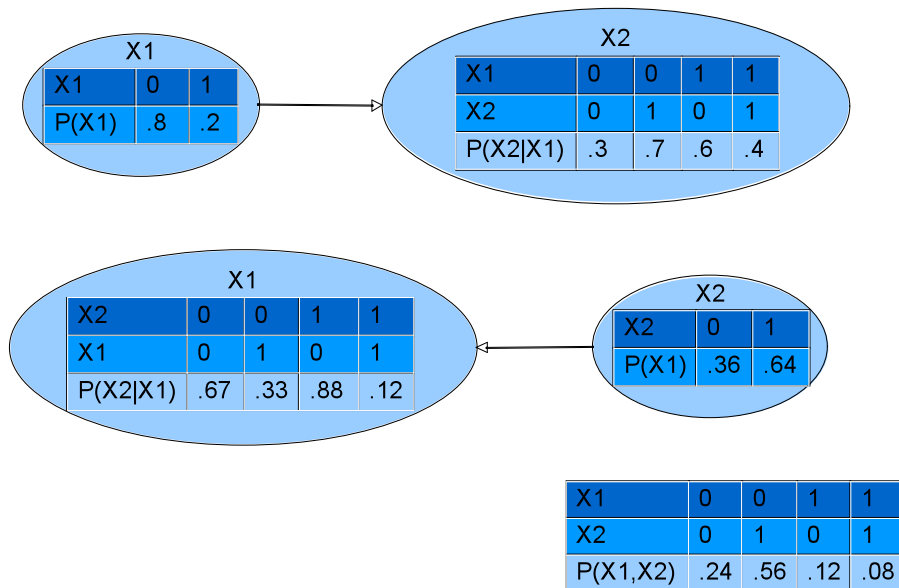 X1
X1 0 1
P(X1) .8 .2
X2
X1 0 0 1 1
X2 0 1 0 1
P(X2|X1) .3 .7 .6 .4
X1
X2 0 0 1 1
X1 0 1 0 1
P(X2|X1) .67 .33 .88 .12
X2
X2 0 1
P(X1) .36 .64
X1 0 0 1 1
X2 0 1 0 1
P(X1,X2) .24 .56 .12 .08